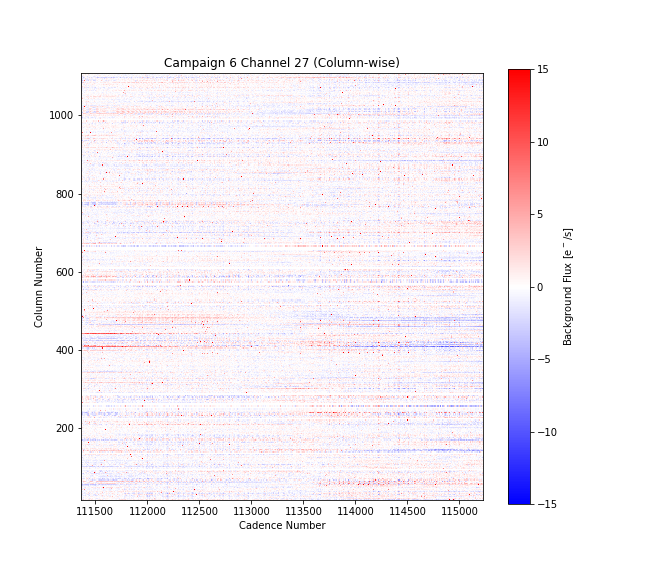 Campaign 6 Channel 27 (Column-wise)
Column Number
1000
800
600
400
200
111500 112000 112500 113000 113500 114000 114500 115000
Cadence Number
15
10
5
0
−5
−10
−15
Background Flux [e⁻/s]